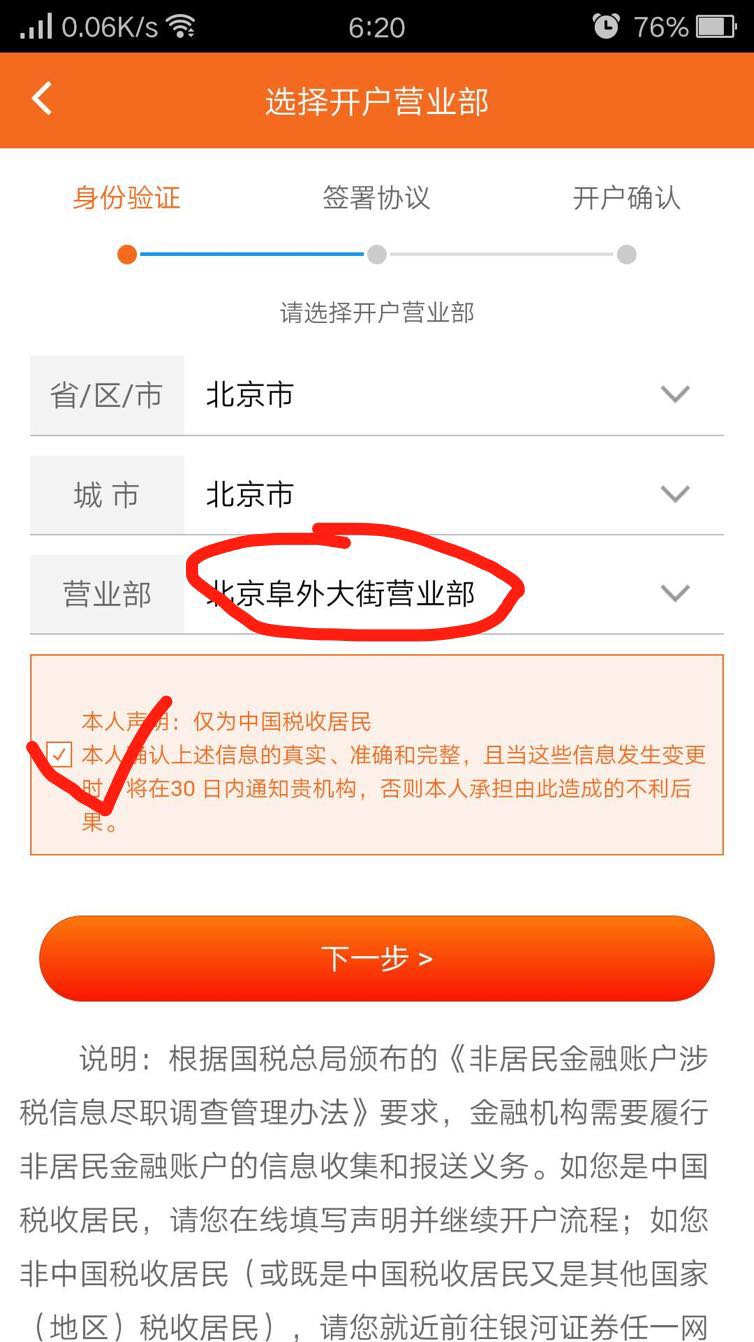 0.06K/s 6:20 76%
选择开户营业部
身份验证 签署协议 开户确认
请选择开户营业部
省/区/市 北京市
城 市 北京市
营业部 北京阜外大街营业部
本人声明：仅为中国税收居民
本人确认上述信息的真实、准确和完整，且当这些信息发生变更
时，将在30 日内通知贵机构，否则本人承担由此造成的不利后
果。
下一步 >
说明：根据国税总局颁布的《非居民金融账户涉
税信息尽职调查管理办法》要求，金融机构需要履行
非居民金融账户的信息收集和报送义务。如您是中国
税收居民，请您在线填写声明并继续开户流程；如您
非中国税收居民（或既是中国税收居民又是其他国家
（地区）税收居民），请您就近前往银河证券任一网